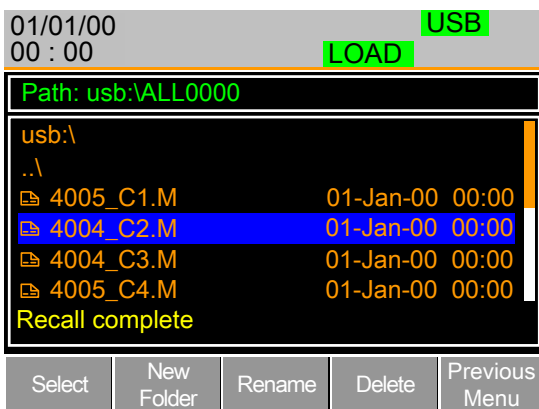 01/01/00 USB
00 : 00 LOAD
Path: usb:\ALL0000
usb:\
..\
4005_C1.M 01-Jan-00 00:00
4004_C2.M 01-Jan-00 00:00
4004_C3.M 01-Jan-00 00:00
4005_C4.M 01-Jan-00 00:00
Recall complete
Select New Folder Rename Delete Previous Menu